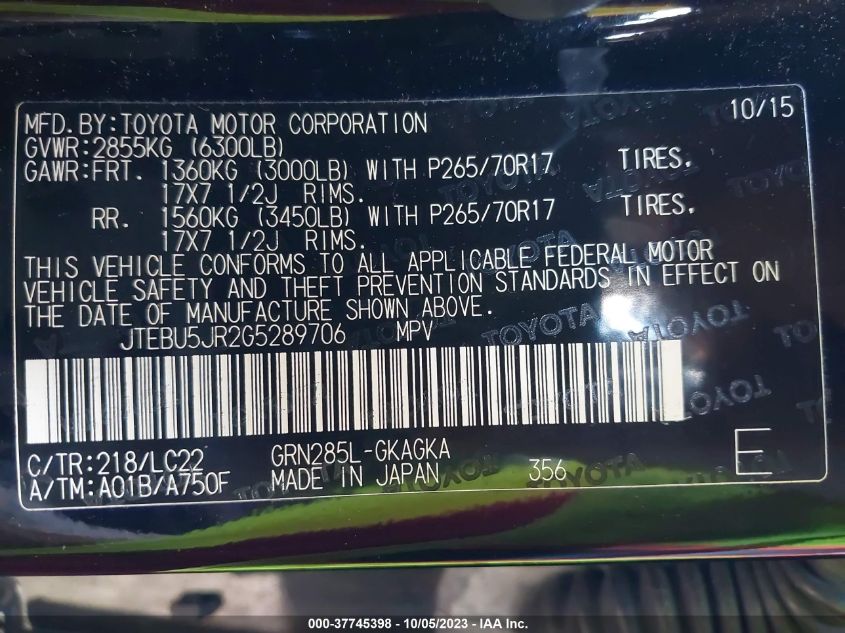 MFD.BY:TOYOTA MOTOR CORPORATION 10/15
GVWR:2855KG (6300LB)
GAWR:FRT. 1360KG (3000LB) WITH P265/70R17 TIRES.
17X7 1/2J RIMS.
RR. 1560KG (3450LB) WITH P265/70R17 TIRES.
17X7 1/2J RIMS.
THIS VEHICLE CONFORMS TO ALL APPLICABLE FEDERAL MOTOR
VEHICLE SAFETY AND THEFT PREVENTION STANDARDS IN EFFECT ON
THE DATE OF MANUFACTURE SHOWN ABOVE.
JTEBU5JR2G5289706 MPV
C/TR:218/LC22 GRN285L-GKAGKA
A/TM:A01B/A750F MADE IN JAPAN 356 E
TOYOTA TOYOTA TOYOTA
000-37745398 - 10/05/2023 - IAA Inc.